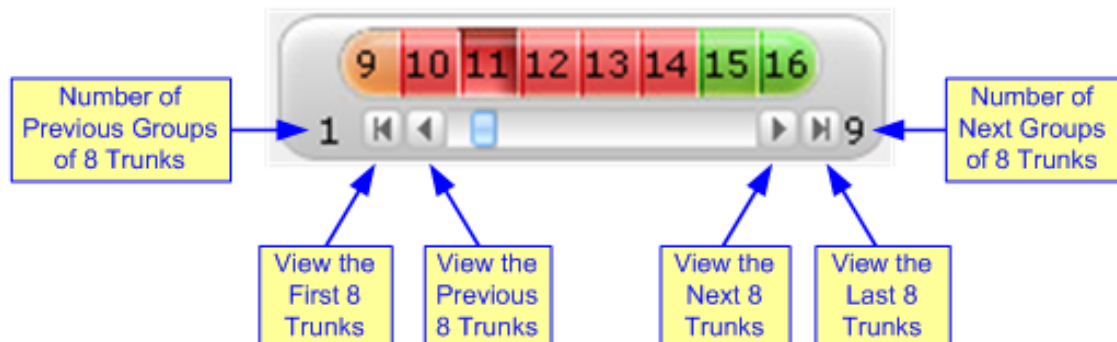 9 10 11 12 13 14 15 16
Number of
Previous Groups
of 8 Trunks
1
9
Number of
Next Groups
of 8 Trunks
View the
First 8
Trunks
View the
Previous
8 Trunks
View the
Next 8
Trunks
View the
Last 8
Trunks